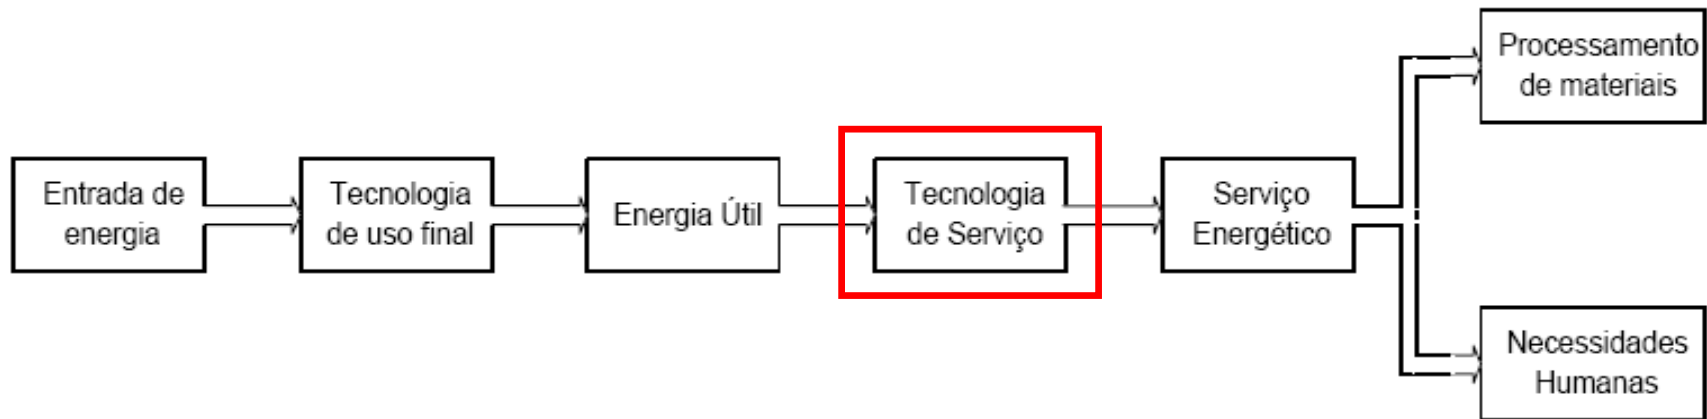 Entrada de
energia
Tecnologia
de uso final
Energia Útil
Tecnologia
de Serviço
Serviço
Energético
Processamento
de materiais
Necessidades
Humanas